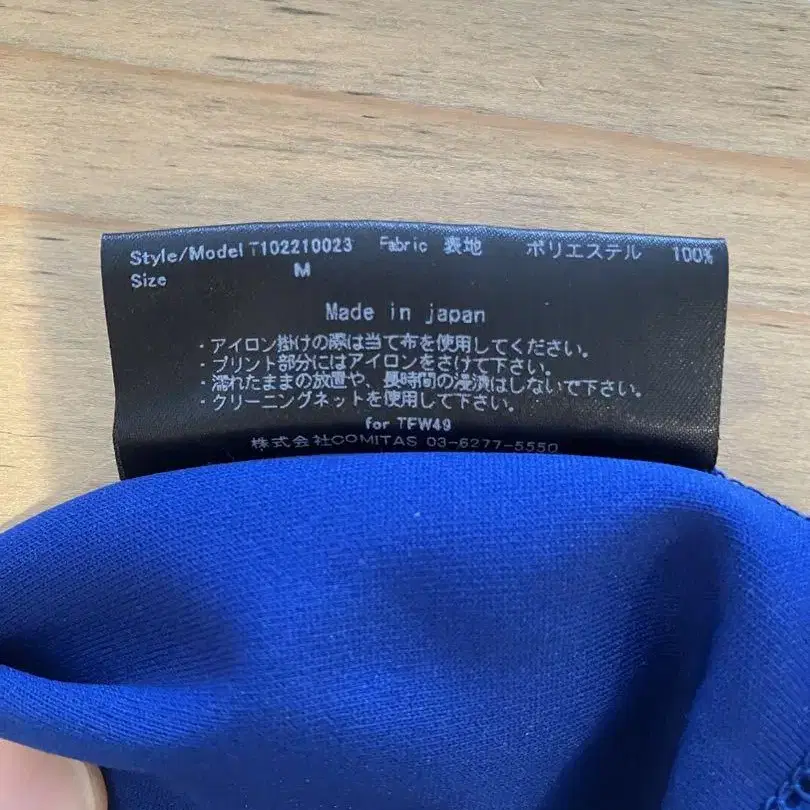 Style/Model T102210023 Fabric 表地 ポリエステル 100%
Size M
Made in japan
・アイロン掛けの際は当て布を使用してください。
・プリント部分にはアイロンをさけて下さい。
・濡れたままの放置や、長時間の浸漬はしないで下さい。
・クリーニングネットを使用して下さい。
for TFW49
株式会社COMITAS 03-6277-5550